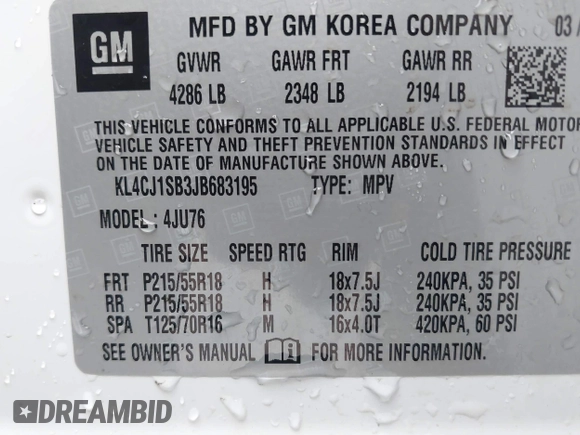 GM MFD BY GM KOREA COMPANY 03/
GVWR GAWR FRT GAWR RR
4286 LB 2348 LB 2194 LB
THIS VEHICLE CONFORMS TO ALL APPLICABLE U.S. FEDERAL MOTOR
VEHICLE SAFETY AND THEFT PREVENTION STANDARDS IN EFFECT
ON THE DATE OF MANUFACTURE SHOWN ABOVE.
KL4CJ1SB3JB683195 TYPE: MPV
MODEL: 4JU76
TIRE SIZE SPEED RTG RIM COLD TIRE PRESSURE
FRT P215/55R18 H 18x7.5J 240KPA, 35 PSI
RR P215/55R18 H 18x7.5J 240KPA, 35 PSI
SPA T125/70R16 M 16x4.0T 420KPA, 60 PSI
SEE OWNER'S MANUAL FOR MORE INFORMATION.
DREAMBID